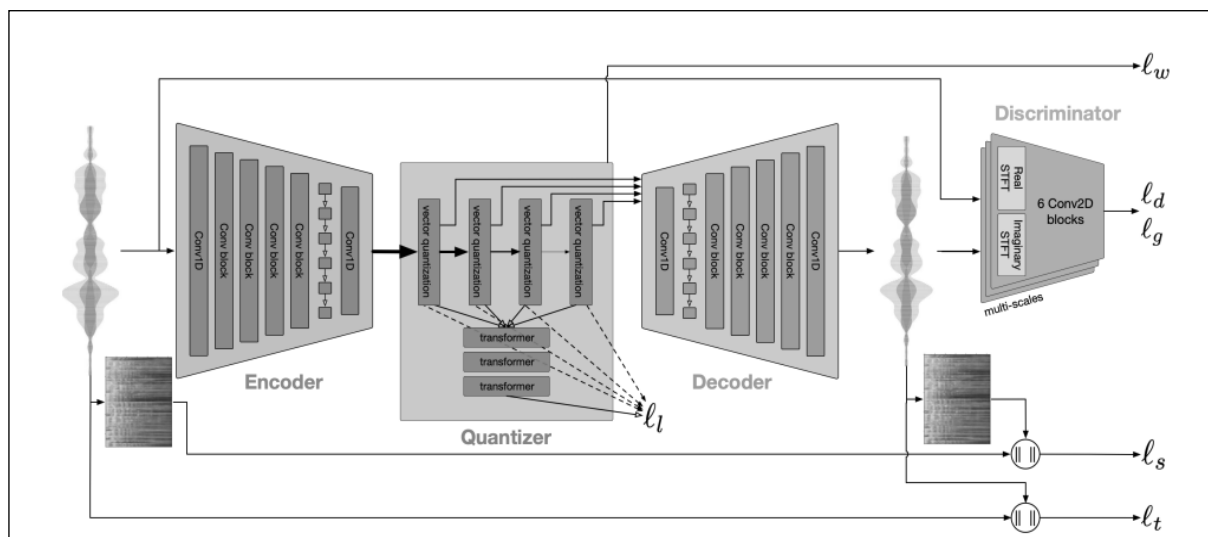 ℓw
Discriminator
Real
STFT
Imaginary
STFT
6 Conv2D
blocks
multi-scales
ℓd
ℓg
Conv1D
Conv block
Conv block
Conv block
Conv block
Conv1D
Encoder
vector quantization
vector quantization
vector quantization
vector quantization
transformer
transformer
transformer
Quantizer
ℓl
Conv1D
Conv block
Conv block
Conv block
Conv block
Conv1D
Decoder
|| ||
ℓs
|| ||
ℓt